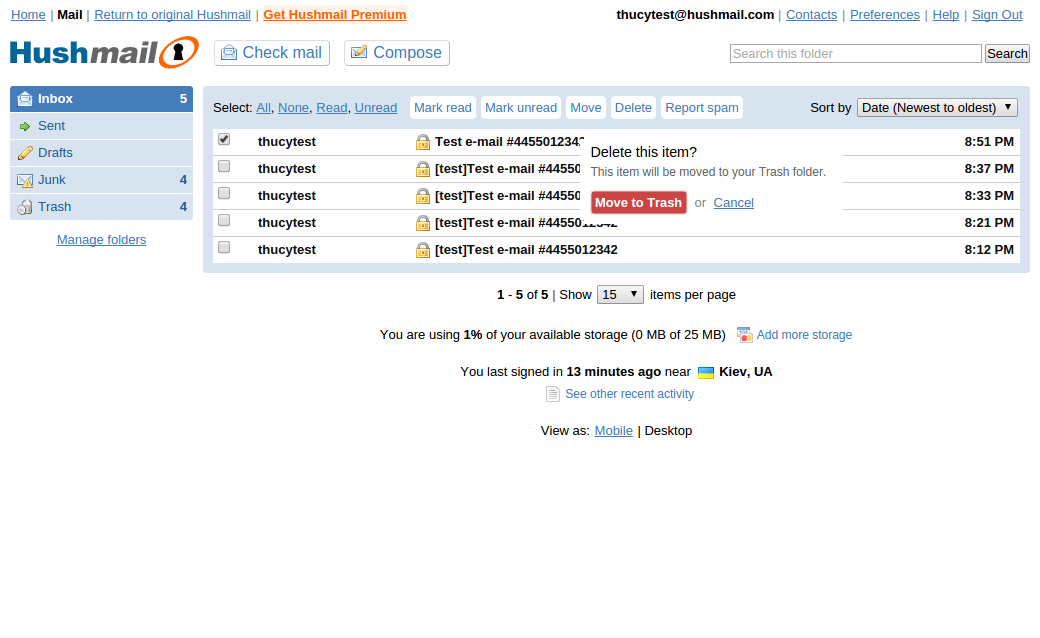 Home | Mail | Return to original Hushmail | Get Hushmail Premium
thucytest@hushmail.com | Contacts | Preferences | Help | Sign Out
Hushmail
Check mail
Compose
Search this folder
Search
Inbox 5
Sent
Drafts
Junk 4
Trash 4
Manage folders
Select: All, None, Read, Unread Mark read Mark unread Move Delete Report spam
Sort by Date (Newest to oldest)
thucytest Test e-mail #4455012342 8:51 PM
thucytest [test]Test e-mail #44550 8:37 PM
thucytest [test]Test e-mail #44550 8:33 PM
thucytest [test]Test e-mail #4455012342 8:21 PM
thucytest [test]Test e-mail #4455012342 8:12 PM
Delete this item?
This item will be moved to your Trash folder.
Move to Trash or Cancel
1 - 5 of 5 | Show 15 items per page
You are using 1% of your available storage (0 MB of 25 MB) Add more storage
You last signed in 13 minutes ago near Kiev, UA
See other recent activity
View as: Mobile | Desktop